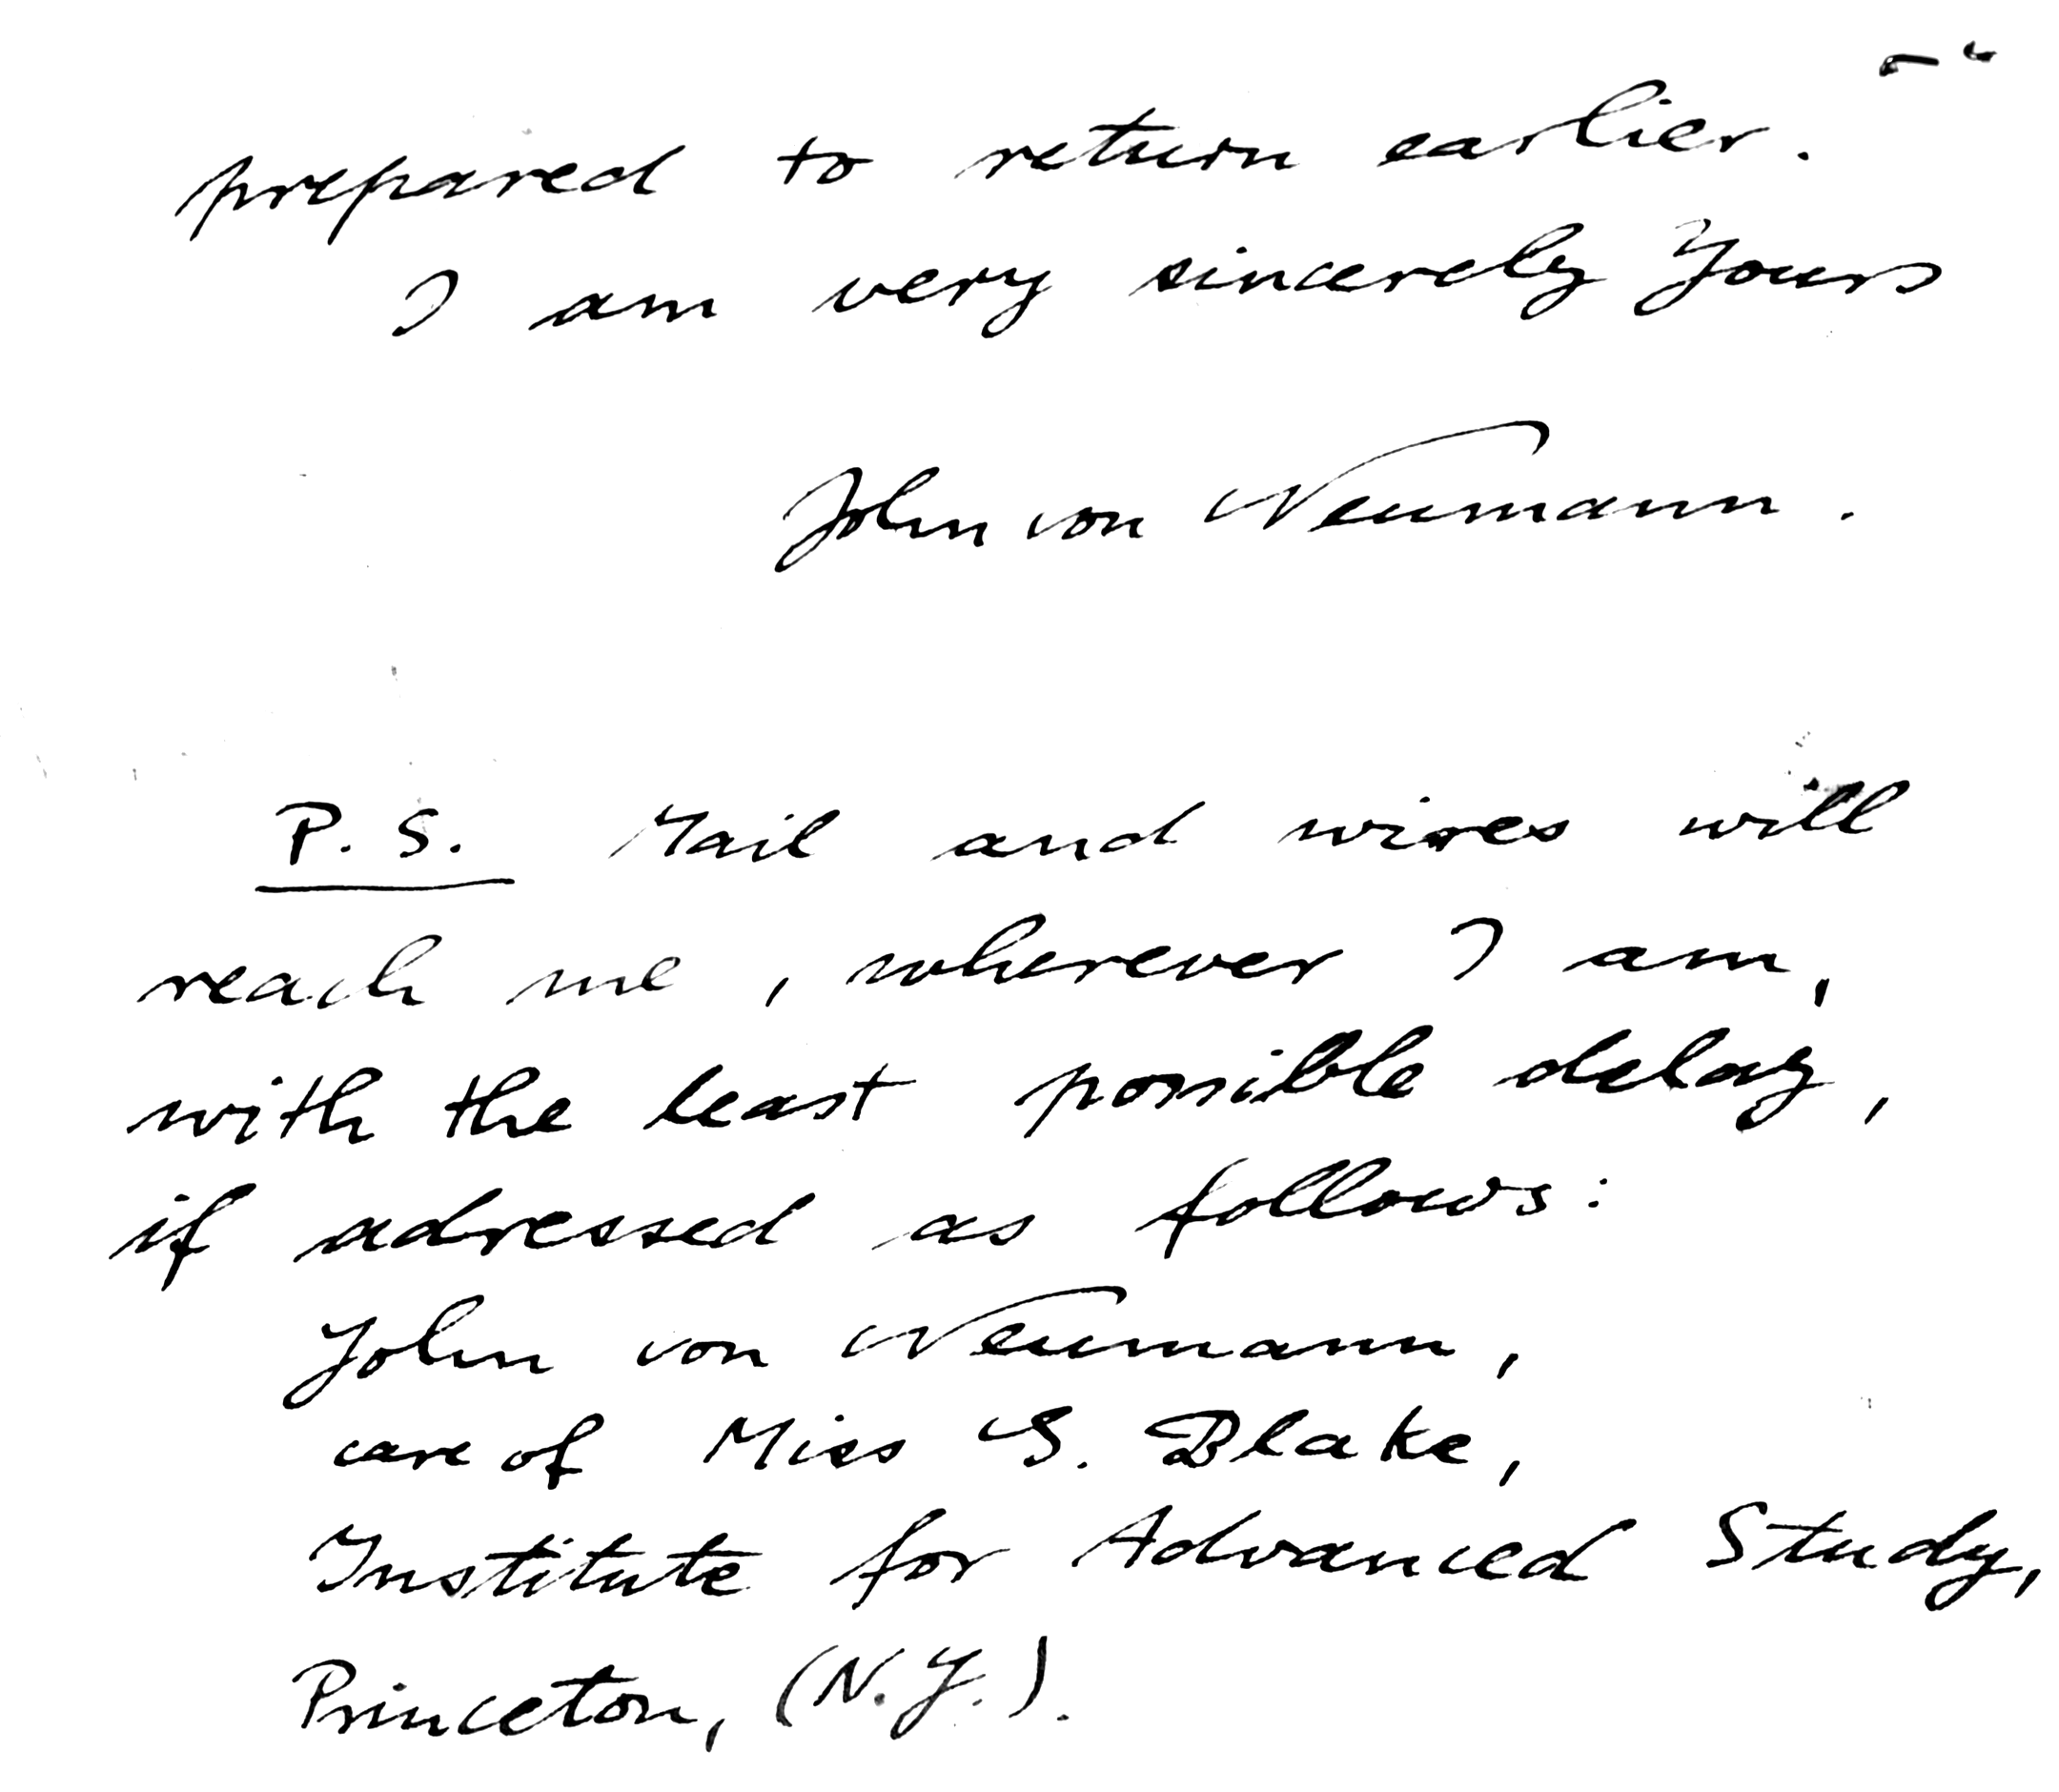 prepared to return earlier.
I am very sincerely Yours
John von Neumann.
P. S. Mail and wires will
reach me, wherever I am,
with the least possible delay,
if adressed as follows:
John von Neumann,
care of Miss S. Blake,
Institute for Advanced Study,
Princeton, (N. J.).